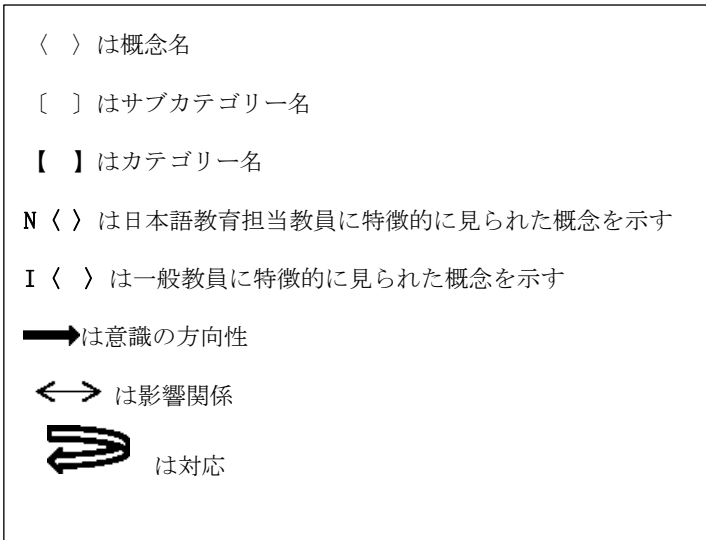 〈　〉は概念名
〔　〕はサブカテゴリー名
【　】はカテゴリー名
N〈 〉は日本語教育担当教員に特徴的に見られた概念を示す
I〈　〉は一般教員に特徴的に見られた概念を示す
は意識の方向性
は影響関係
は対応